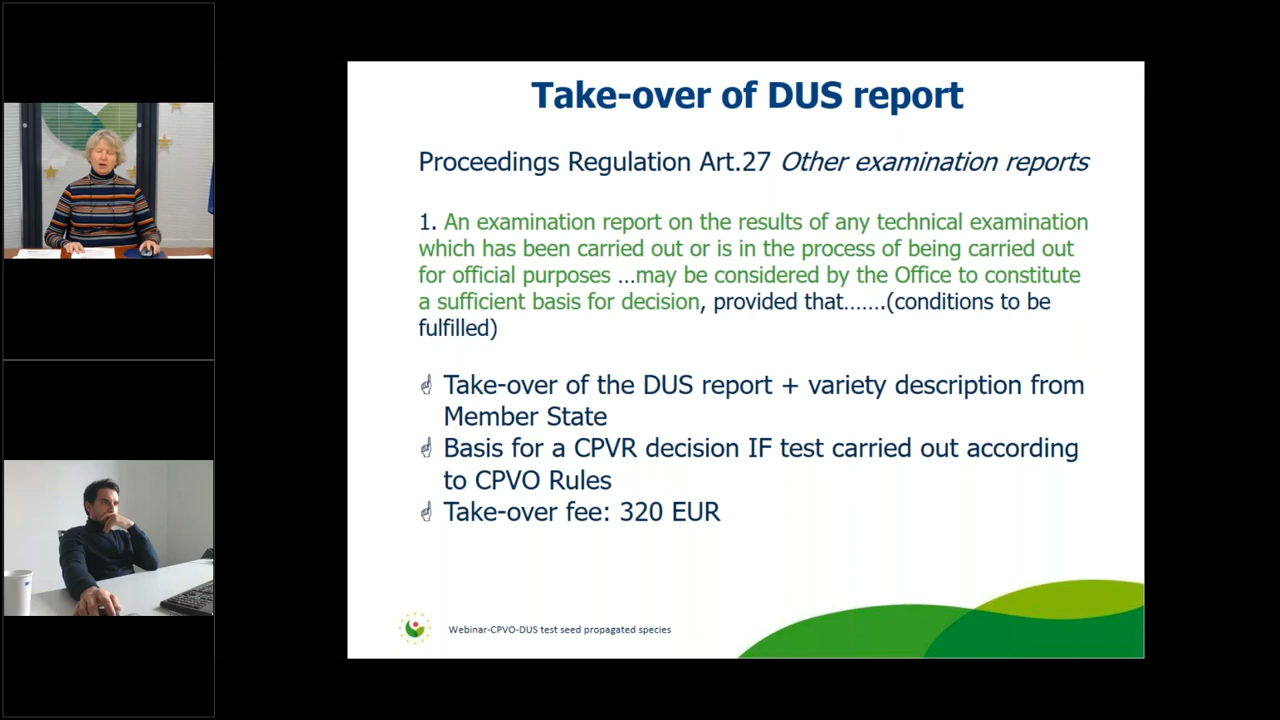 Take-over of DUS report
Proceedings Regulation Art.27 Other examination reports
1. An examination report on the results of any technical examination
which has been carried out or is in the process of being carried out
for official purposes …may be considered by the Office to constitute
a sufficient basis for decision, provided that…….(conditions to be
fulfilled)
Take-over of the DUS report + variety description from
Member State
Basis for a CPVR decision IF test carried out according
to CPVO Rules
Take-over fee: 320 EUR
Webinar-CPVO-DUS test seed propagated species